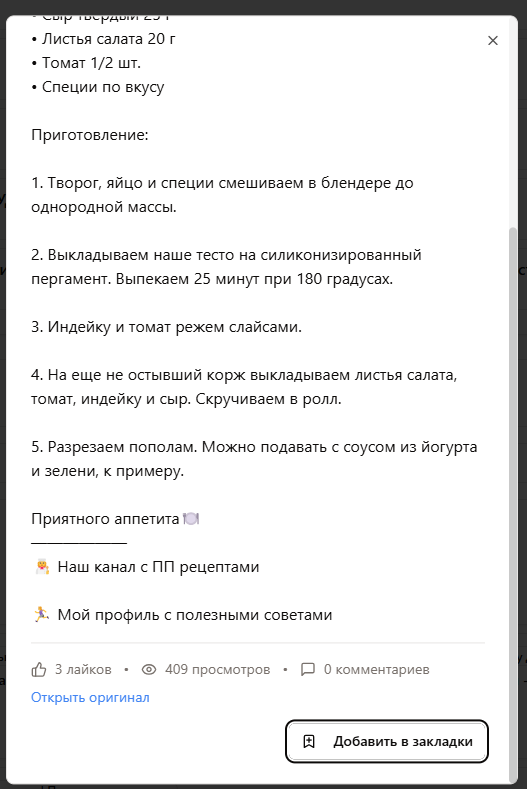 • Сыр твердый 25 г
• Листья салата 20 г
• Томат 1/2 шт.
• Специи по вкусу
Приготовление:
1. Творог, яйцо и специи смешиваем в блендере до
однородной массы.
2. Выкладываем наше тесто на силиконизированный
пергамент. Выпекаем 25 минут при 180 градусах.
3. Индейку и томат режем слайсами.
4. На еще не остывший корж выкладываем листья салата,
томат, индейку и сыр. Скручиваем в ролл.
5. Разрезаем пополам. Можно подавать с соусом из йогурта
и зелени, к примеру.
Приятного аппетита🍽
____________
Наш канал с ПП рецептами
Мой профиль с полезными советами
3 лайков • 409 просмотров • 0 комментариев
Открыть оригинал
Добавить в закладки